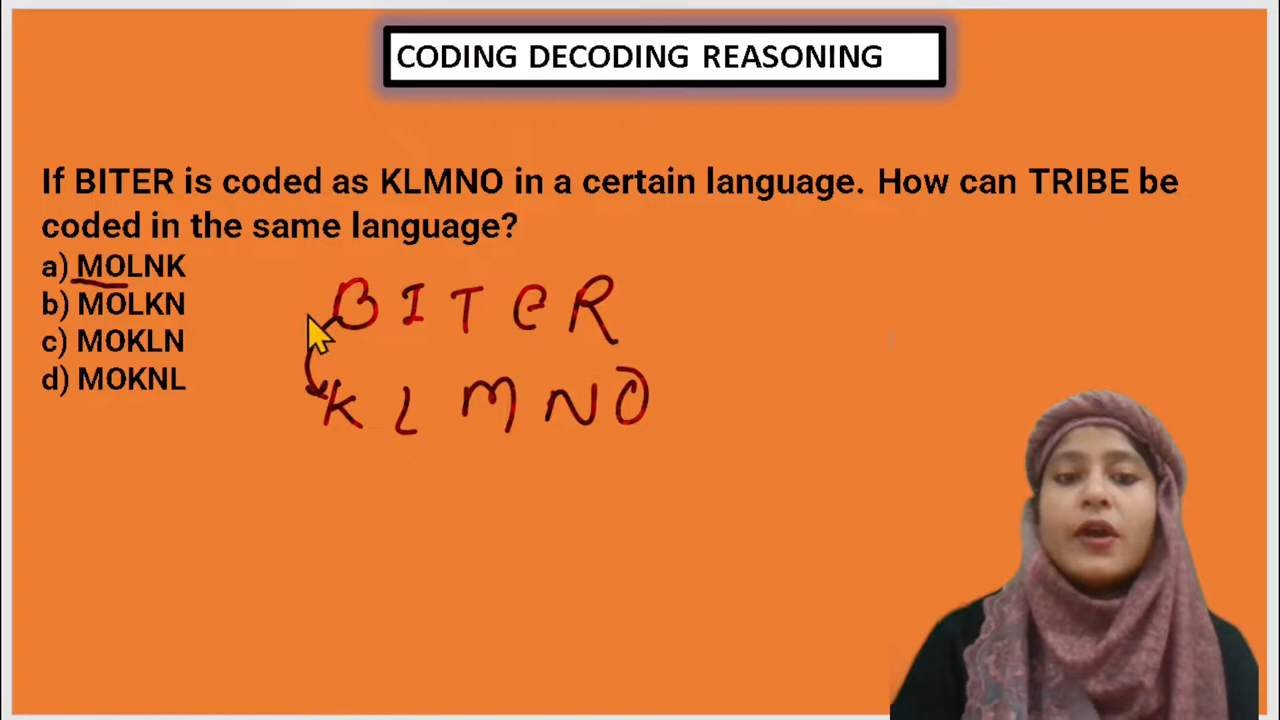 CODING DECODING REASONING
If BITER is coded as KLMNO in a certain language. How can TRIBE be
coded in the same language?
a) MOLNK
b) MOLKN
c) MOKLN
d) MOKNL
B I T E R
K L M N O